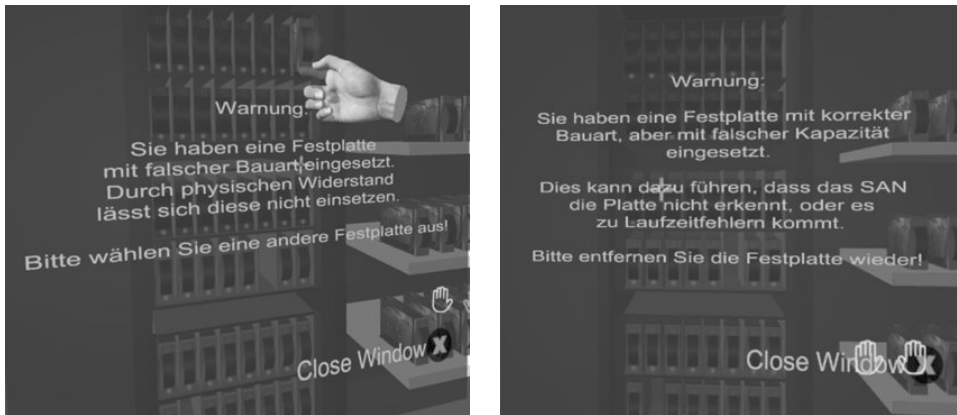 Warnung:
Sie haben eine Festplatte
mit falscher Bauart eingesetzt.
Durch physischen Widerstand
lässt sich diese nicht einsetzen.
Bitte wählen Sie eine andere Festplatte aus!
Close Window X
Warnung:
Sie haben eine Festplatte mit korrekter
Bauart, aber mit falscher Kapazität
eingesetzt.
Dies kann dazu führen, dass das SAN
die Platte nicht erkennt, oder es
zu Laufzeitfehlern kommt.
Bitte entfernen Sie die Festplatte wieder!
Close Window X